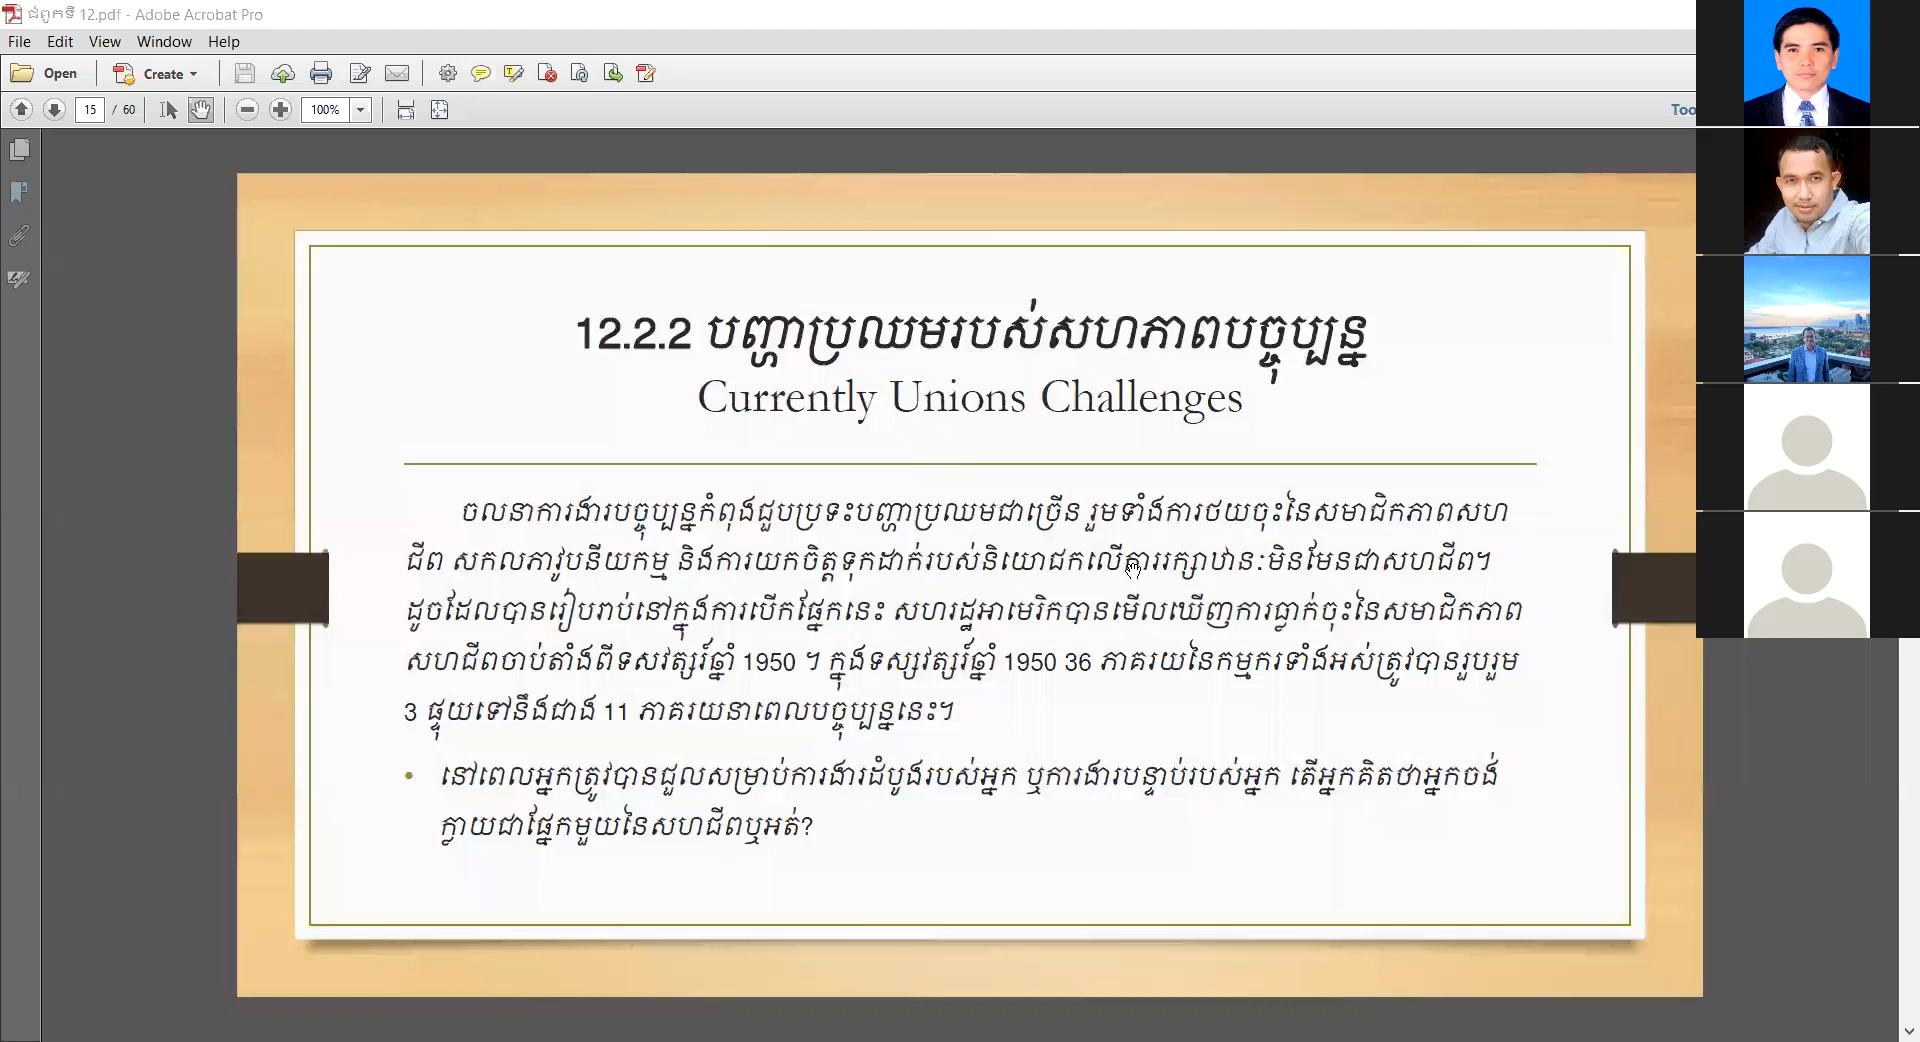 ជំពូកទី 12.pdf - Adobe Acrobat Pro
File Edit View Window Help
Open Create
15 / 60 100%
Too
12.2.2 បញ្ហាប្រឈមរបស់សហភាពបច្ចុប្បន្ន
Currently Unions Challenges
ចលនាការងារបច្ចុប្បន្នកំពុងជួបប្រទះបញ្ហាប្រឈមជាច្រើន រួមទាំងការថយចុះនៃសមាជិកភាពសហ
ជីព សកលភាវូបនីយកម្ម និងការយកចិត្តទុកដាក់របស់និយោជកលើការរក្សាឋានៈមិនមែនជាសហជីព។
ដូចដែលបានរៀបរាប់នៅក្នុងការបើកផ្នែកនេះ សហរដ្ឋអាមេរិកបានមើលឃើញការធ្លាក់ចុះនៃសមាជិកភាព
សហជីពចាប់តាំងពីទសវត្សរ៍ឆ្នាំ 1950 ។ ក្នុងទស្សវត្សរ៍ឆ្នាំ 1950 36 ភាគរយនៃកម្មករទាំងអស់ត្រូវបានរួបរួម
3 ផ្ទុយទៅនឹងជាង 11 ភាគរយនាពេលបច្ចុប្បន្ននេះ។
• នៅពេលអ្នកត្រូវបានជួលសម្រាប់ការងារដំបូងរបស់អ្នក ឬការងារបន្ទាប់របស់អ្នក តើអ្នកគិតថាអ្នកចង់
ក្លាយជាផ្នែកមួយនៃសហជីពឬអត់?